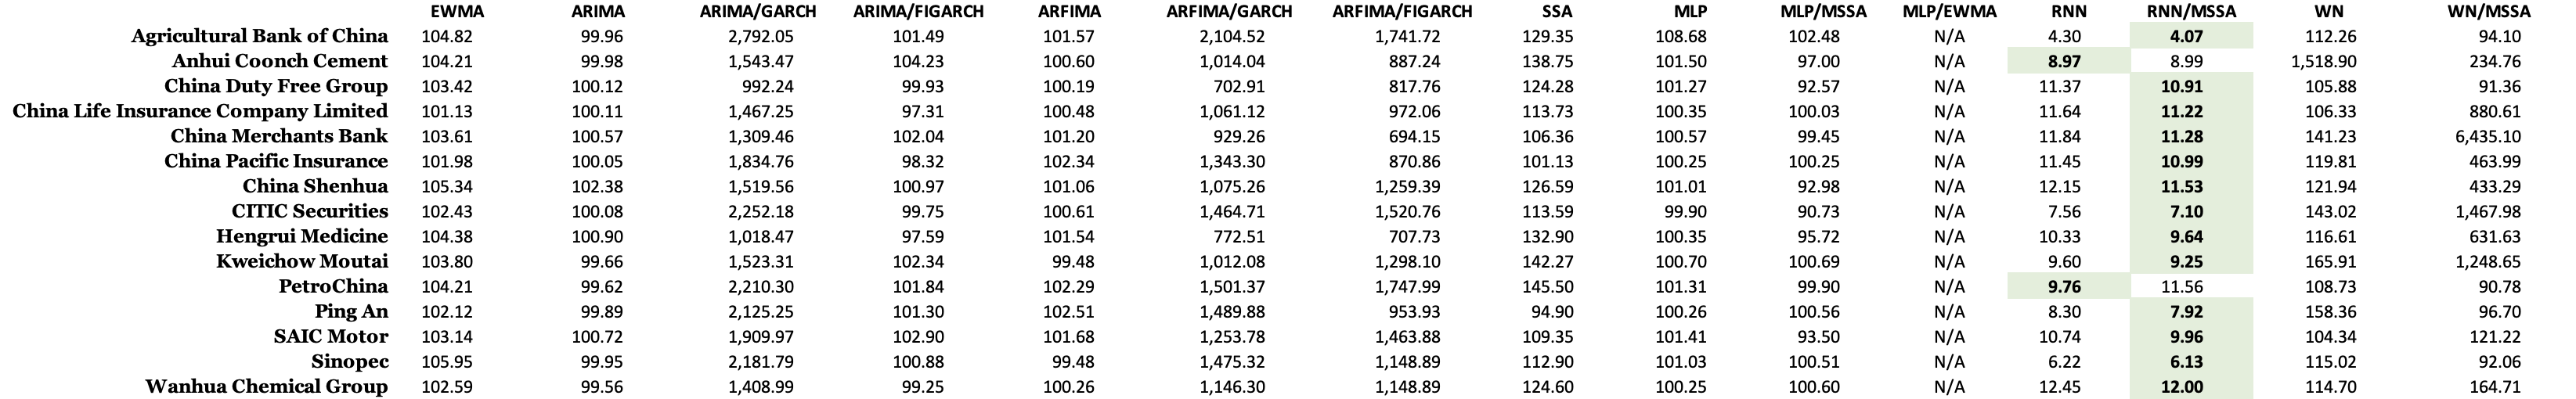 EWMA ARIMA ARIMA/GARCH ARIMA/FIGARCH ARFIMA ARFIMA/GARCH ARFIMA/FIGARCH SSA MLP MLP/MSSA MLP/EWMA RNN RNN/MSSA WN WN/MSSA
Agricultural Bank of China 104.82 99.96 2,792.05 101.49 101.57 2,104.52 1,741.72 129.35 108.68 102.48 N/A 4.30 4.07 112.26 94.10
Anhui Coonch Cement 104.21 99.98 1,543.47 104.23 100.60 1,014.04 887.24 138.75 101.50 97.00 N/A 8.97 8.99 1,518.90 234.76
China Duty Free Group 103.42 100.12 992.24 99.93 100.19 702.91 817.76 124.28 101.27 92.57 N/A 11.37 10.91 105.88 91.36
China Life Insurance Company Limited 101.13 100.11 1,467.25 97.31 100.48 1,061.12 972.06 113.73 100.35 100.03 N/A 11.64 11.22 106.33 880.61
China Merchants Bank 103.61 100.57 1,309.46 102.04 101.20 929.26 694.15 106.36 100.57 99.45 N/A 11.84 11.28 141.23 6,435.10
China Pacific Insurance 101.98 100.05 1,834.76 98.32 102.34 1,343.30 870.86 101.13 100.25 100.25 N/A 11.45 10.99 119.81 463.99
China Shenhua 105.34 102.38 1,519.56 100.97 101.06 1,075.26 1,259.39 126.59 101.01 92.98 N/A 12.15 11.53 121.94 433.29
CITIC Securities 102.43 100.08 2,252.18 99.75 100.61 1,464.71 1,520.76 113.59 99.90 90.73 N/A 7.56 7.10 143.02 1,467.98
Hengrui Medicine 104.38 100.90 1,018.47 97.59 101.54 772.51 707.73 132.90 100.35 95.72 N/A 10.33 9.64 116.61 631.63
Kweichow Moutai 103.80 99.66 1,523.31 102.34 99.48 1,012.08 1,298.10 142.27 100.70 100.69 N/A 9.60 9.25 165.91 1,248.65
PetroChina 104.21 99.62 2,210.30 101.84 102.29 1,501.37 1,747.99 145.50 101.31 99.90 N/A 9.76 11.56 108.73 90.78
Ping An 102.12 99.89 2,125.25 101.30 102.51 1,489.88 953.93 94.90 100.26 100.56 N/A 8.30 7.92 158.36 96.70
SAIC Motor 103.14 100.72 1,909.97 102.90 101.68 1,253.78 1,463.88 109.35 101.41 93.50 N/A 10.74 9.96 104.34 121.22
Sinopec 105.95 99.95 2,181.79 100.88 99.48 1,475.32 1,148.89 112.90 101.03 100.51 N/A 6.22 6.13 115.02 92.06
Wanhua Chemical Group 102.59 99.56 1,408.99 99.25 100.26 1,146.30 1,148.89 124.60 100.25 100.60 N/A 12.45 12.00 114.70 164.71